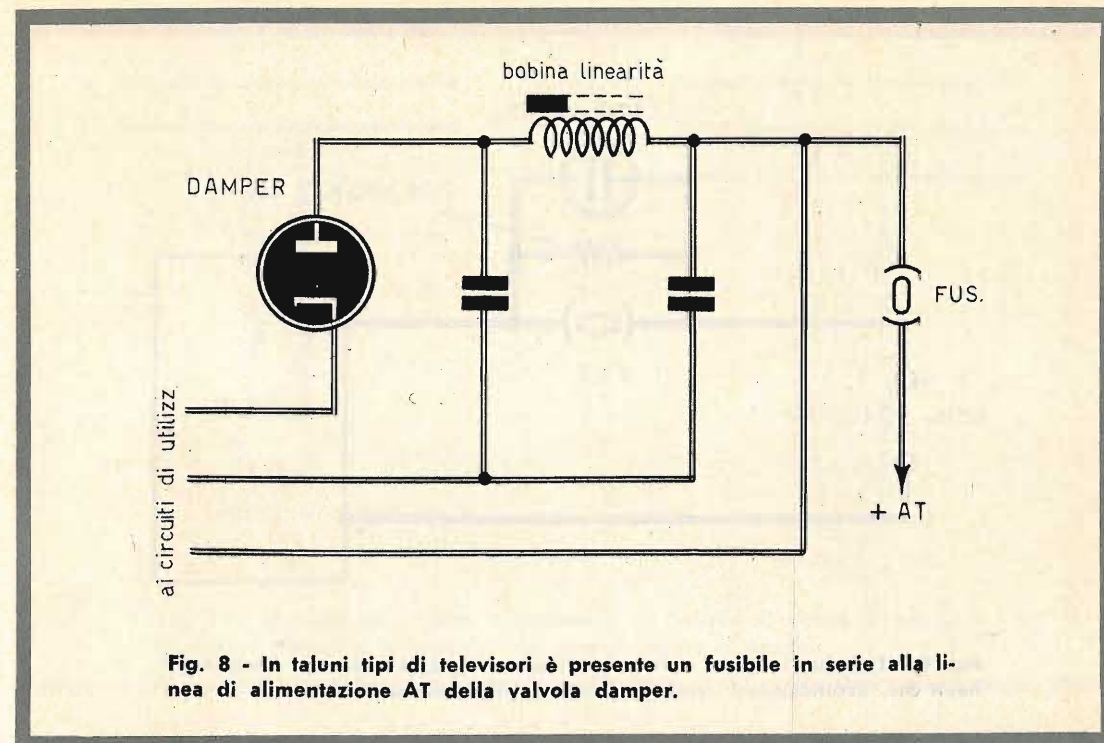 bobina linearità
DAMPER
FUS.
+ AT
ai circuiti di utilizz
Fig. 8 - In taluni tipi di televisori è presente un fusibile in serie alla li-
nea di alimentazione AT della valvola damper.